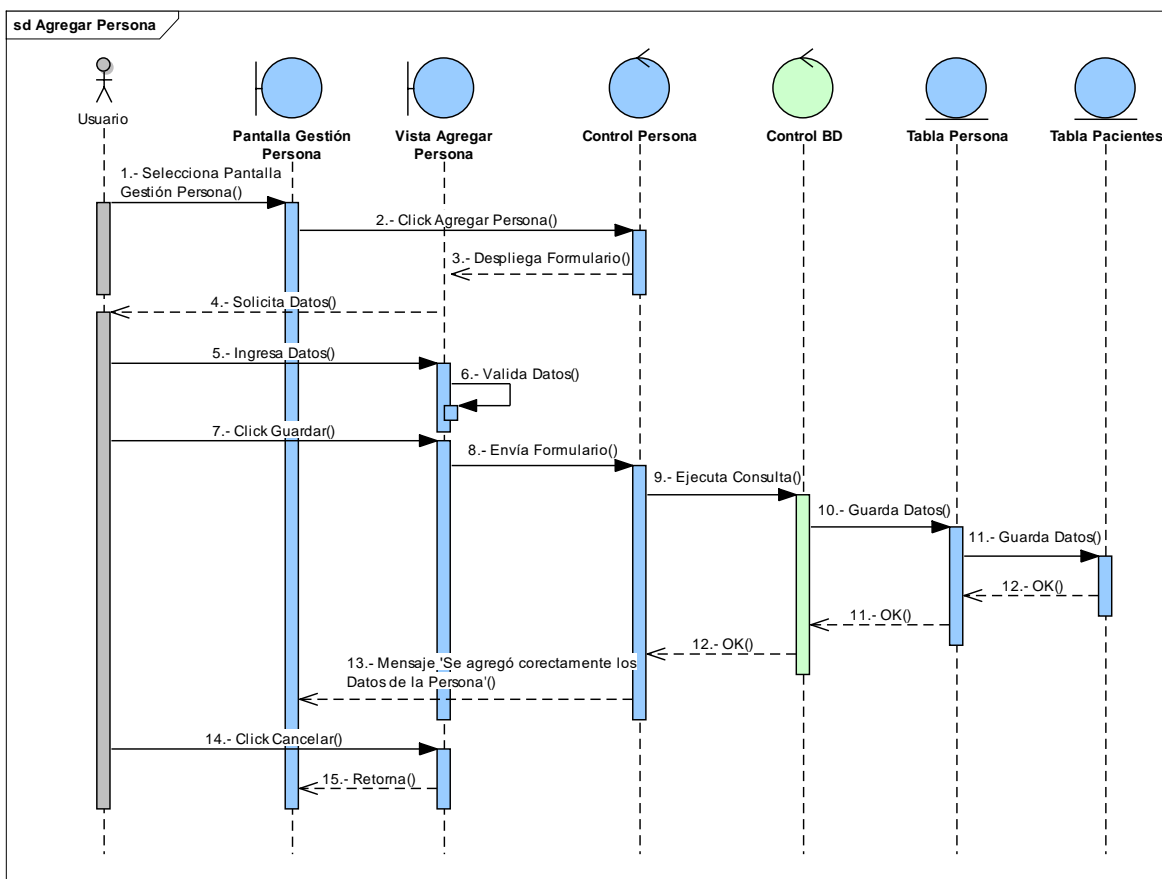 sd Agregar Persona
Usuario
Pantalla Gestión
Persona
Vista Agregar
Persona
Control Persona
Control BD
Tabla Persona
Tabla Pacientes
1.- Selecciona Pantalla
Gestión Persona()
2.- Click Agregar Persona()
3.- Despliega Formulario()
4.- Solicita Datos()
5.- Ingresa Datos()
6.- Valida Datos()
7.- Click Guardar()
8.- Envía Formulario()
9.- Ejecuta Consulta()
10.- Guarda Datos()
11.- Guarda Datos()
12.- OK()
11.- OK()
12.- OK()
13.- Mensaje 'Se agregó corectamente los
Datos de la Persona'()
14.- Click Cancelar()
15.- Retorna()